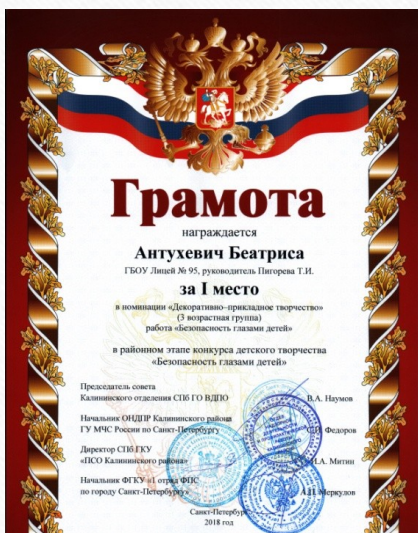 Грамота
награждается
Антухевич Беатриса
ГБОУ Лицей № 95, руководитель Пигорева Т.И.
за I место
в номинации «Декоративно–прикладное творчество»
(3 возрастная группа)
работа «Безопасность глазами детей»
в районном этапе конкурса детского творчества
«Безопасность глазами детей»
Председатель совета
Калининского отделения СПб ГО ВДПО В.А. Наумов
Начальник ОНДПР Калининского района
ГУ МЧС России по Санкт-Петербургу Федоров
Директор СПб ГКУ
«ПСО Калининского района» И.А. Митин
Начальник ФГКУ «1 отряд ФПС
по городу Санкт-Петербургу» Меркулов
Санкт-Петербург
2018 год